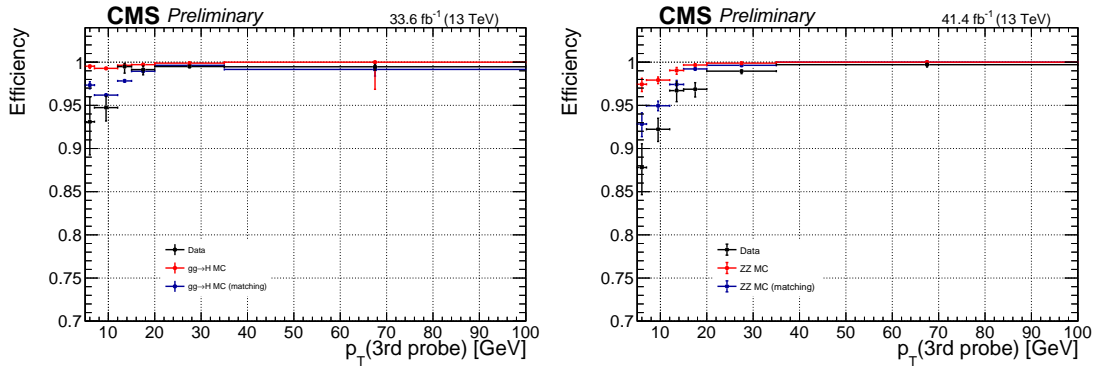 CMS Preliminary 33.6 fb⁻¹ (13 TeV)
Efficiency
1
0.95
0.9
0.85
0.8
0.75
0.7
Data
gg→H MC
gg→H MC (matching)
10 20 30 40 50 60 70 80 90 100
p_T(3rd probe) [GeV]
CMS Preliminary 41.4 fb⁻¹ (13 TeV)
Efficiency
1
0.95
0.9
0.85
0.8
0.75
0.7
Data
ZZ MC
ZZ MC (matching)
10 20 30 40 50 60 70 80 90 100
p_T(3rd probe) [GeV]